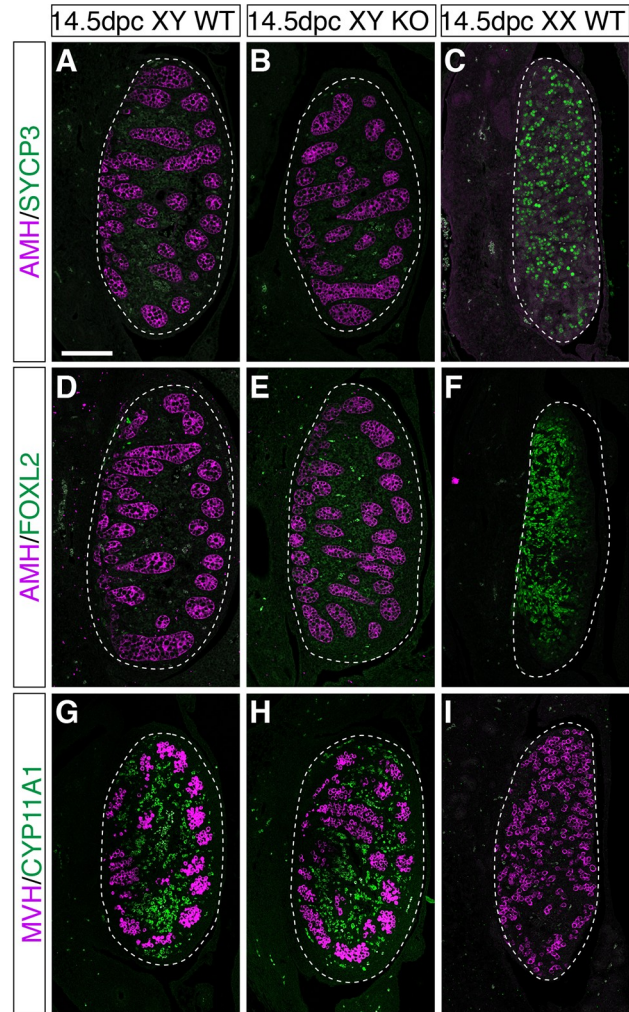 14.5dpc XY WT 14.5dpc XY KO 14.5dpc XX WT
AMH/SYCP3
A B C
AMH/FOXL2
D E F
MVH/CYP11A1
G H I